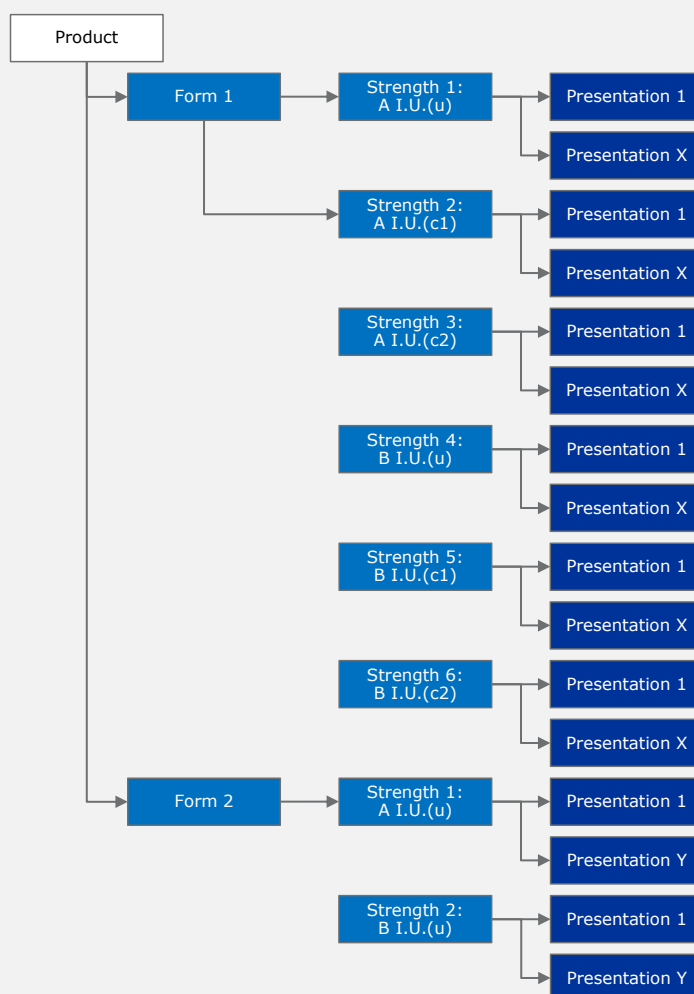 Product
Form 1
Strength 1:
A I.U.(u)
Presentation 1
Presentation X
Strength 2:
A I.U.(c1)
Presentation 1
Presentation X
Strength 3:
A I.U.(c2)
Presentation 1
Presentation X
Strength 4:
B I.U.(u)
Presentation 1
Presentation X
Strength 5:
B I.U.(c1)
Presentation 1
Presentation X
Strength 6:
B I.U.(c2)
Presentation 1
Presentation X
Form 2
Strength 1:
A I.U.(u)
Presentation 1
Presentation Y
Strength 2:
B I.U.(u)
Presentation 1
Presentation Y